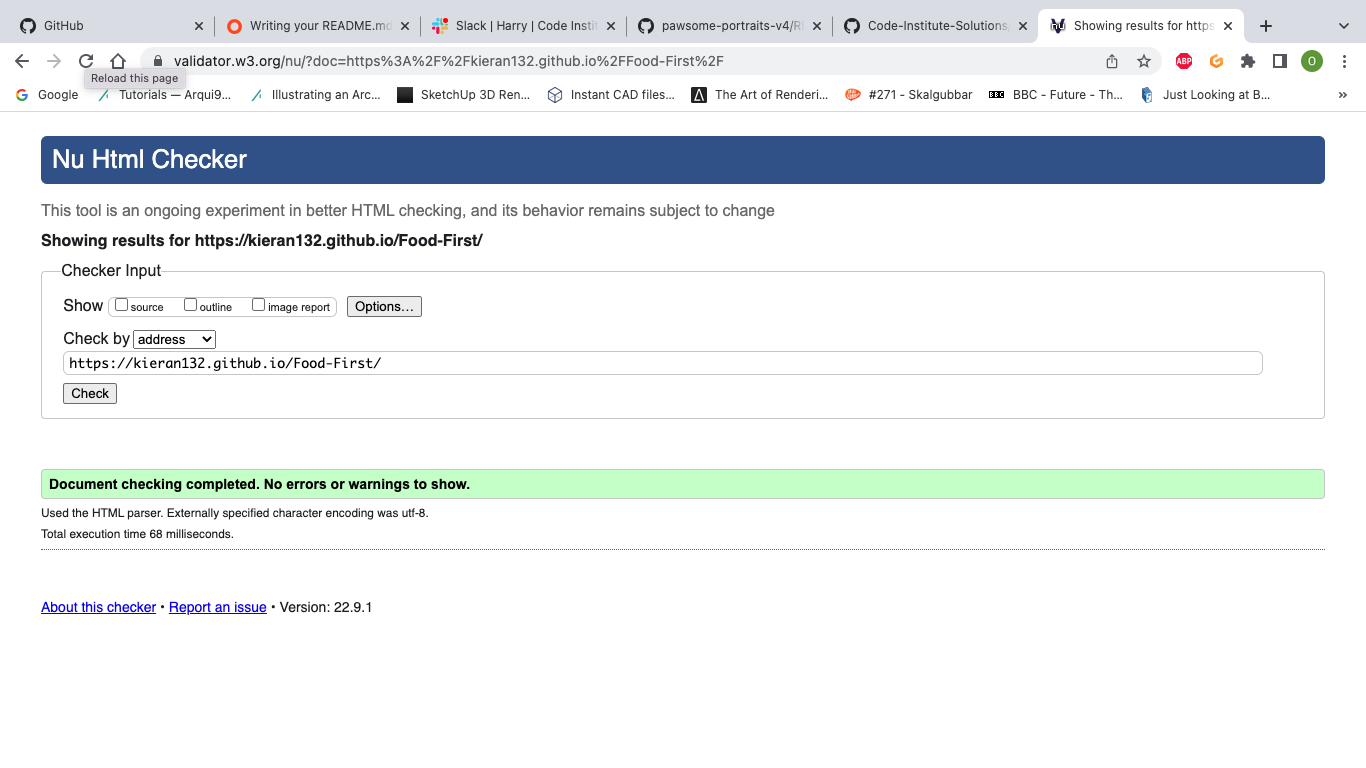 GitHub
Writing your README.md
Slack | Harry | Code Instit
pawsome-portraits-v4/RE
Code-Institute-Solutions
Showing results for https
validator.w3.org/nu/?doc=https%3A%2F%2Fkieran132.github.io%2FFood-First%2F
ABP
O
Reload this page
Google
Tutorials — Arqui9...
Illustrating an Arc...
SketchUp 3D Ren...
Instant CAD files...
The Art of Renderi...
#271 - Skalgubbar
BBC
BBC - Future - Th...
Just Looking at B...
»
Nu Html Checker
This tool is an ongoing experiment in better HTML checking, and its behavior remains subject to change
Showing results for https://kieran132.github.io/Food-First/
Checker Input
Show source outline image report Options...
Check by address
https://kieran132.github.io/Food-First/
Check
Document checking completed. No errors or warnings to show.
Used the HTML parser. Externally specified character encoding was utf-8.
Total execution time 68 milliseconds.
About this checker • Report an issue • Version: 22.9.1